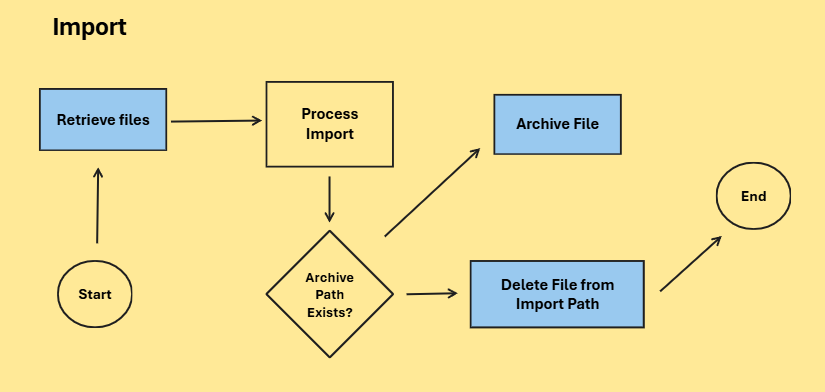 Import
Retrieve files
Process
Import
Archive File
End
Start
Archive
Path
Exists?
Delete File from
Import Path